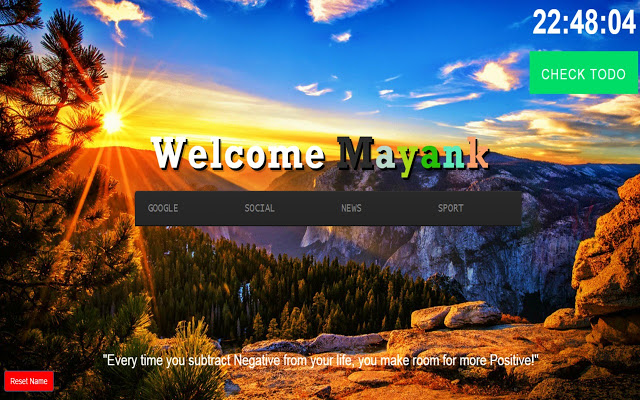 22:48:04
CHECK TODO
Welcome Mayank
GOOGLE SOCIAL NEWS SPORT
"Every time you subtract Negative from your life, you make room for more Positive!"
Reset Name